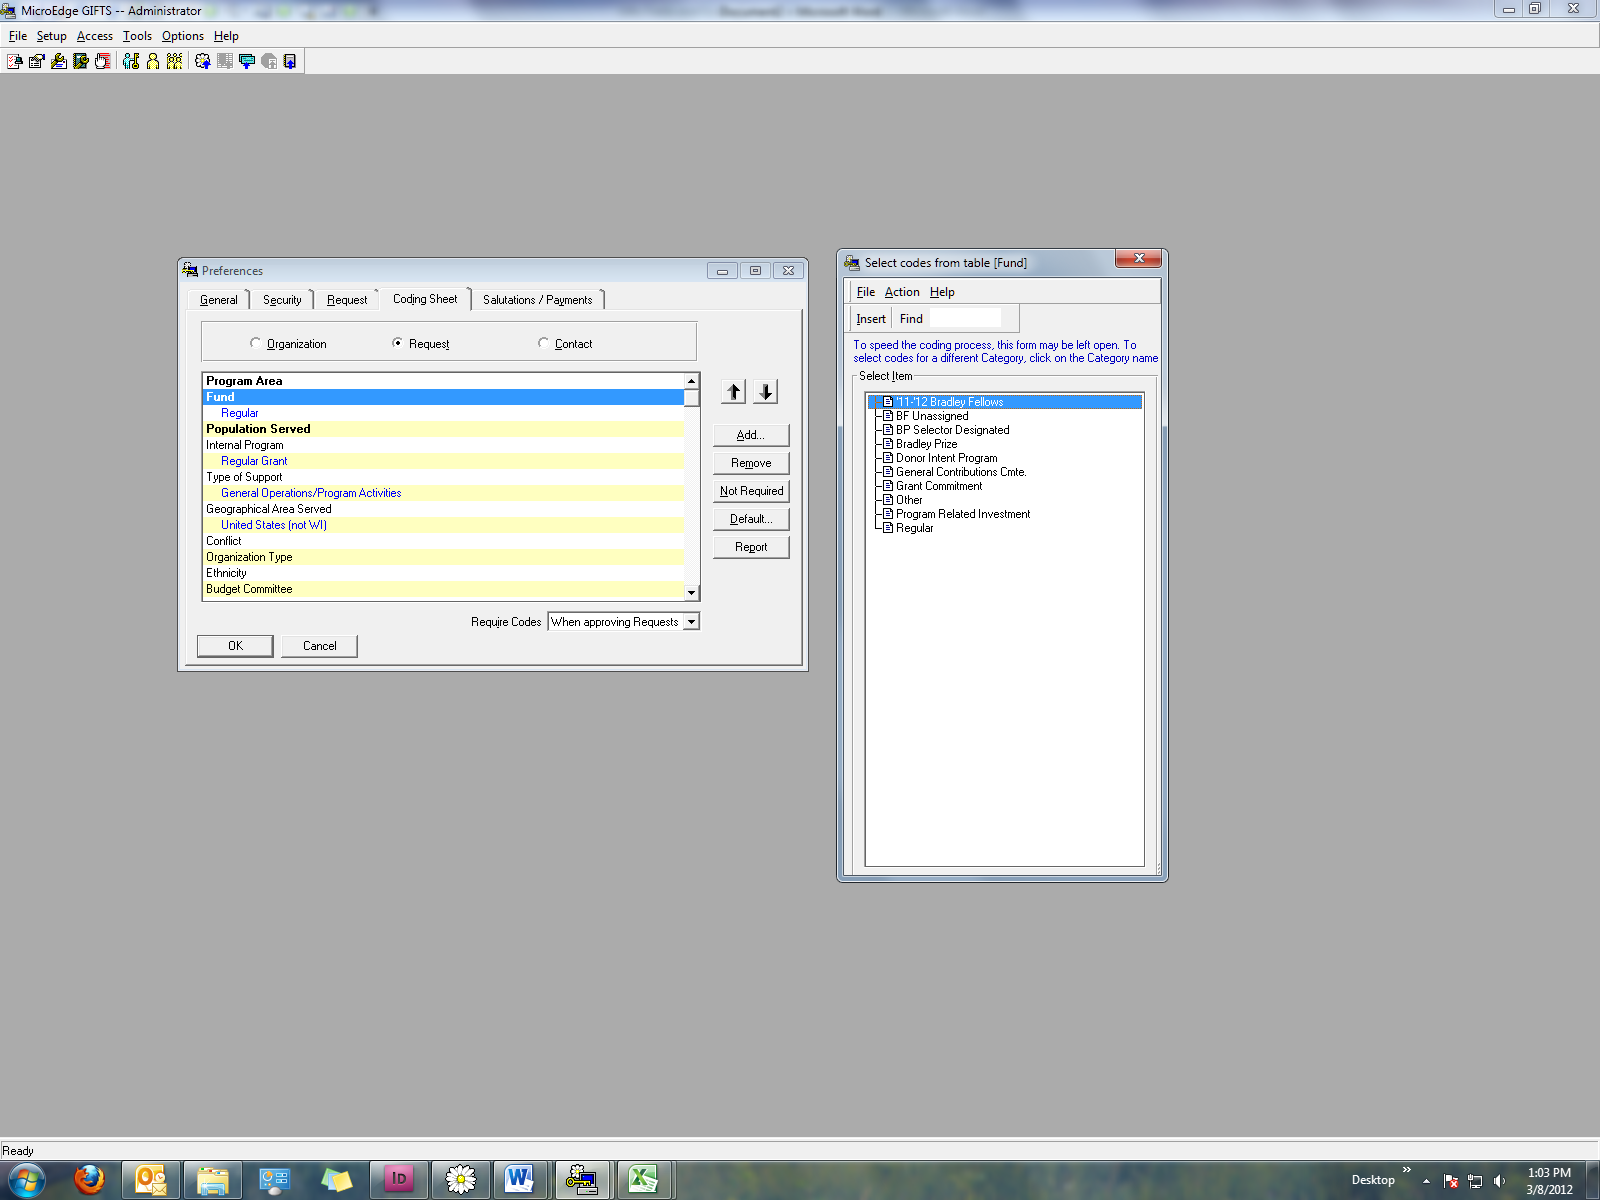 MicroEdge GIFTS -- Administrator
File Setup Access Tools Options Help
Preferences
General Security Request Coding Sheet Salutations / Payments
Organization Request Contact
Program Area
Fund
Regular
Population Served
Internal Program
Regular Grant
Type of Support
General Operations/Program Activities
Geographical Area Served
United States (not WI)
Conflict
Organization Type
Ethnicity
Budget Committee
Add...
Remove
Not Required
Default...
Report
Require Codes When approving Requests
OK Cancel
Select codes from table [Fund]
File Action Help
Insert Find
To speed the coding process, this form may be left open. To
select codes for a different Category, click on the Category name
Select Item
'11-'12 Bradley Fellows
BF Unassigned
BP Selector Designated
Bradley Prize
Donor Intent Program
General Contributions Cmte.
Grant Commitment
Other
Program Related Investment
Regular
Ready
Desktop
1:03 PM
3/8/2012